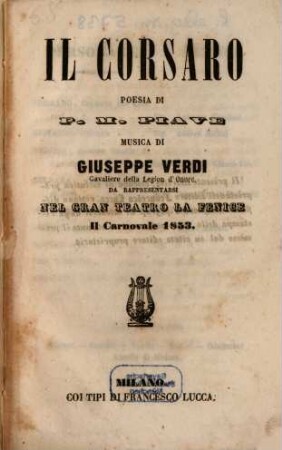 IL CORSARO
POESIA DI
F. M. PIAVE
MUSICA DI
GIUSEPPE VERDI
Cavaliere della Legion d'Onore,
DA RAPPRESENTARSI
NEL GRAN TEATRO LA FENICE
Il Carnovale 1853.
MILANO
COI TIPI DI FRANCESCO LUCCA.